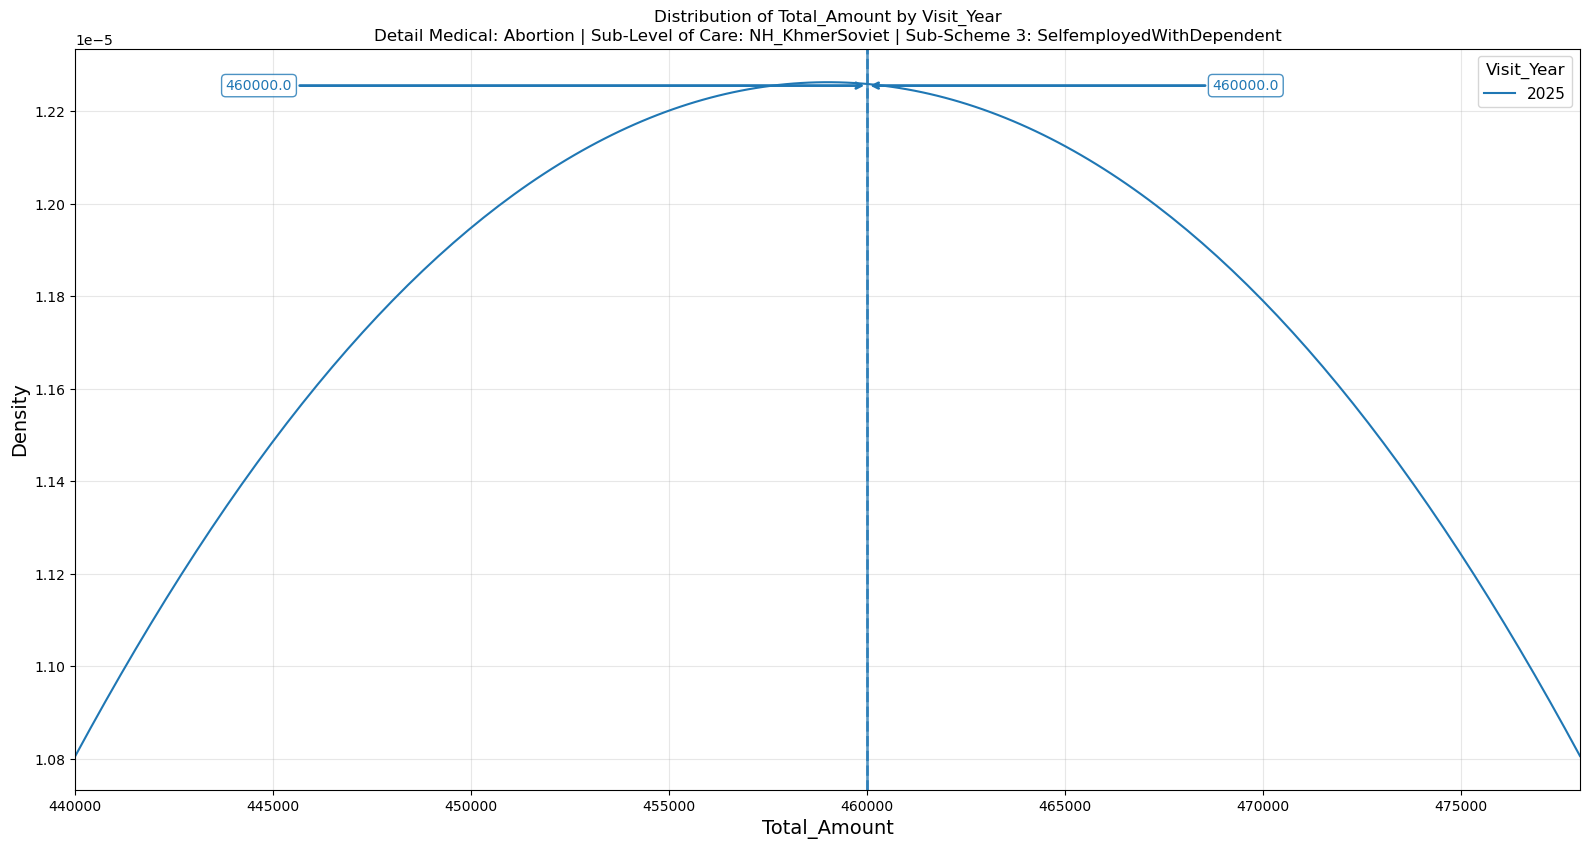 Distribution of Total_Amount by Visit_Year
Detail Medical: Abortion | Sub-Level of Care: NH_KhmerSoviet | Sub-Scheme 3: SelfemployedWithDependent
1e−5
460000.0
460000.0
Visit_Year
2025
1.22
1.20
1.18
1.16
1.14
1.12
1.10
1.08
Density
440000 445000 450000 455000 460000 465000 470000 475000
Total_Amount